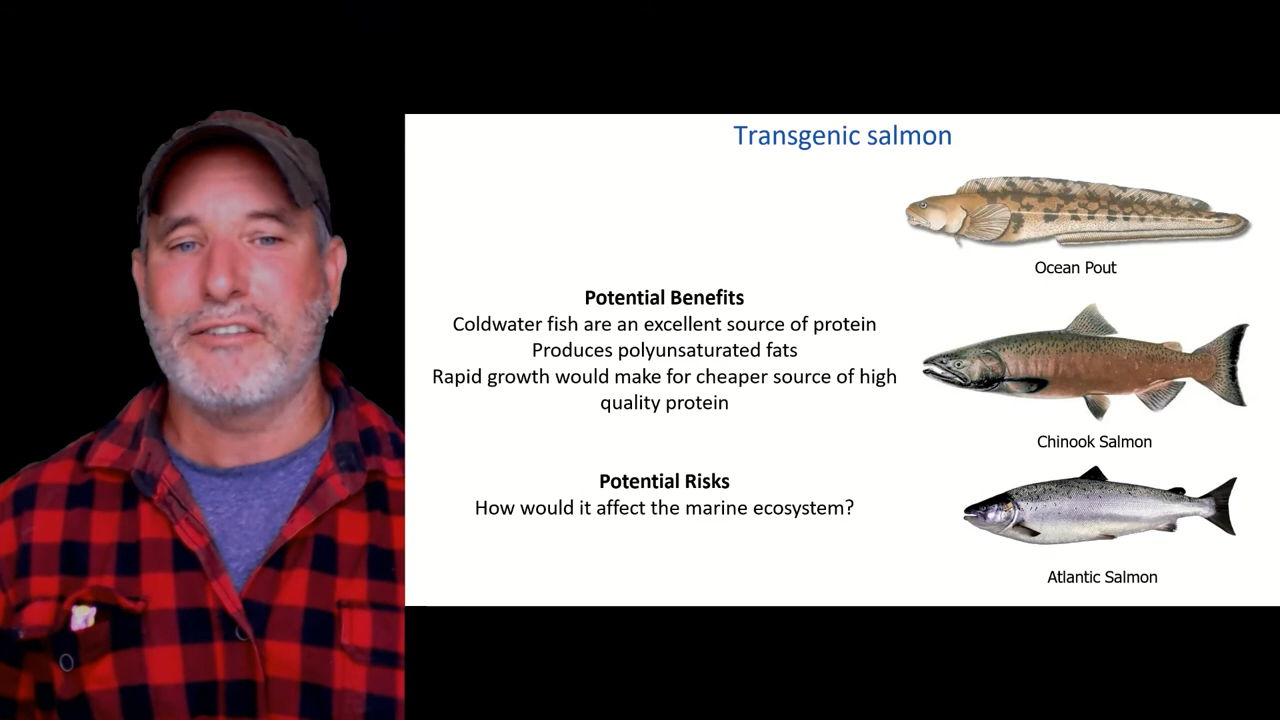 Transgenic salmon
Ocean Pout
Potential Benefits
Coldwater fish are an excellent source of protein
Produces polyunsaturated fats
Rapid growth would make for cheaper source of high
quality protein
Chinook Salmon
Potential Risks
How would it affect the marine ecosystem?
Atlantic Salmon